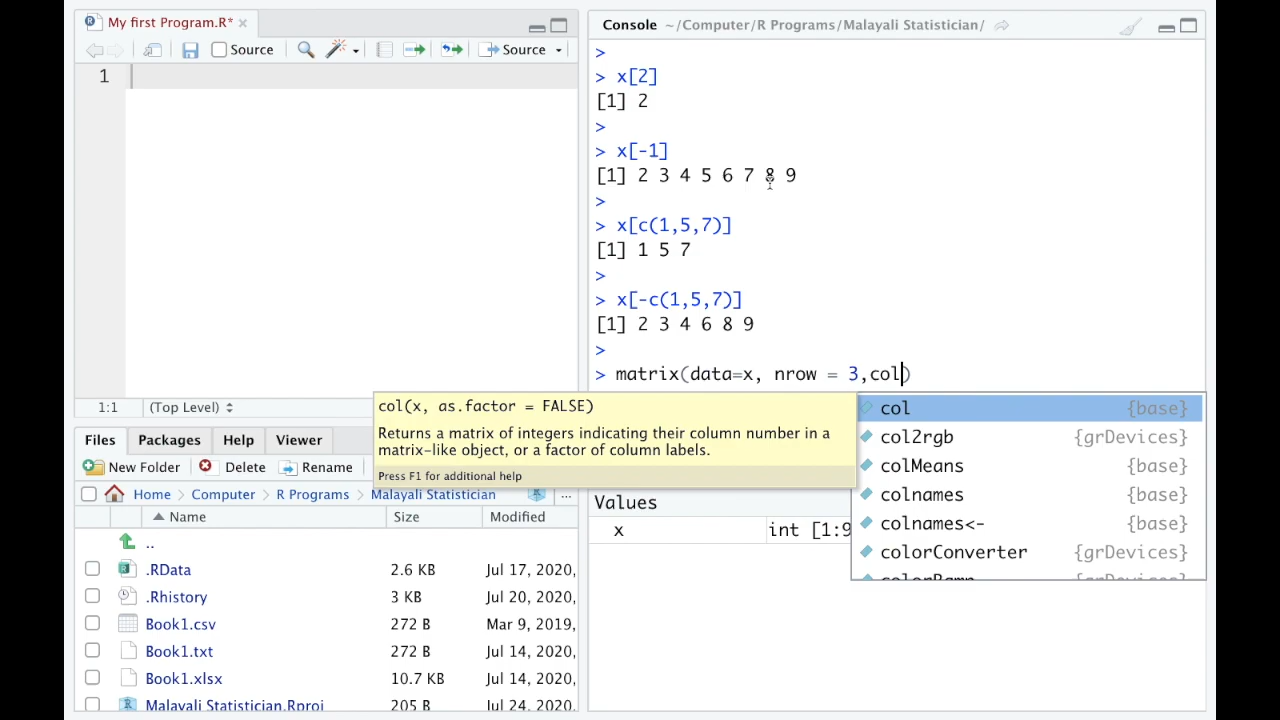 My first Program.R*
Source
Source
1
1:1
(Top Level)
Console ~/Computer/R Programs/Malayali Statistician/
>
> x[2]
[1] 2
>
> x[-1]
[1] 2 3 4 5 6 7 8 9
>
> x[c(1,5,7)]
[1] 1 5 7
>
> x[-c(1,5,7)]
[1] 2 3 4 6 8 9
>
> matrix(data=x, nrow = 3,col)
col(x, as.factor = FALSE)
Returns a matrix of integers indicating their column number in a
matrix-like object, or a factor of column labels.
Press F1 for additional help
col {base}
col2rgb {grDevices}
colMeans {base}
colnames {base}
colnames<- {base}
colorConverter {grDevices}
colorRamp {grDevices}
Values
x int [1:9
Files Packages Help Viewer
New Folder Delete Rename
Home > Computer > R Programs > Malayali Statistician ...
Name Size Modified
..
.RData 2.6 KB Jul 17, 2020,
.Rhistory 3 KB Jul 20, 2020,
Book1.csv 272 B Mar 9, 2019,
Book1.txt 272 B Jul 14, 2020,
Book1.xlsx 10.7 KB Jul 14, 2020,
Malayali Statistician.Rproj 205 B Jul 24, 2020,